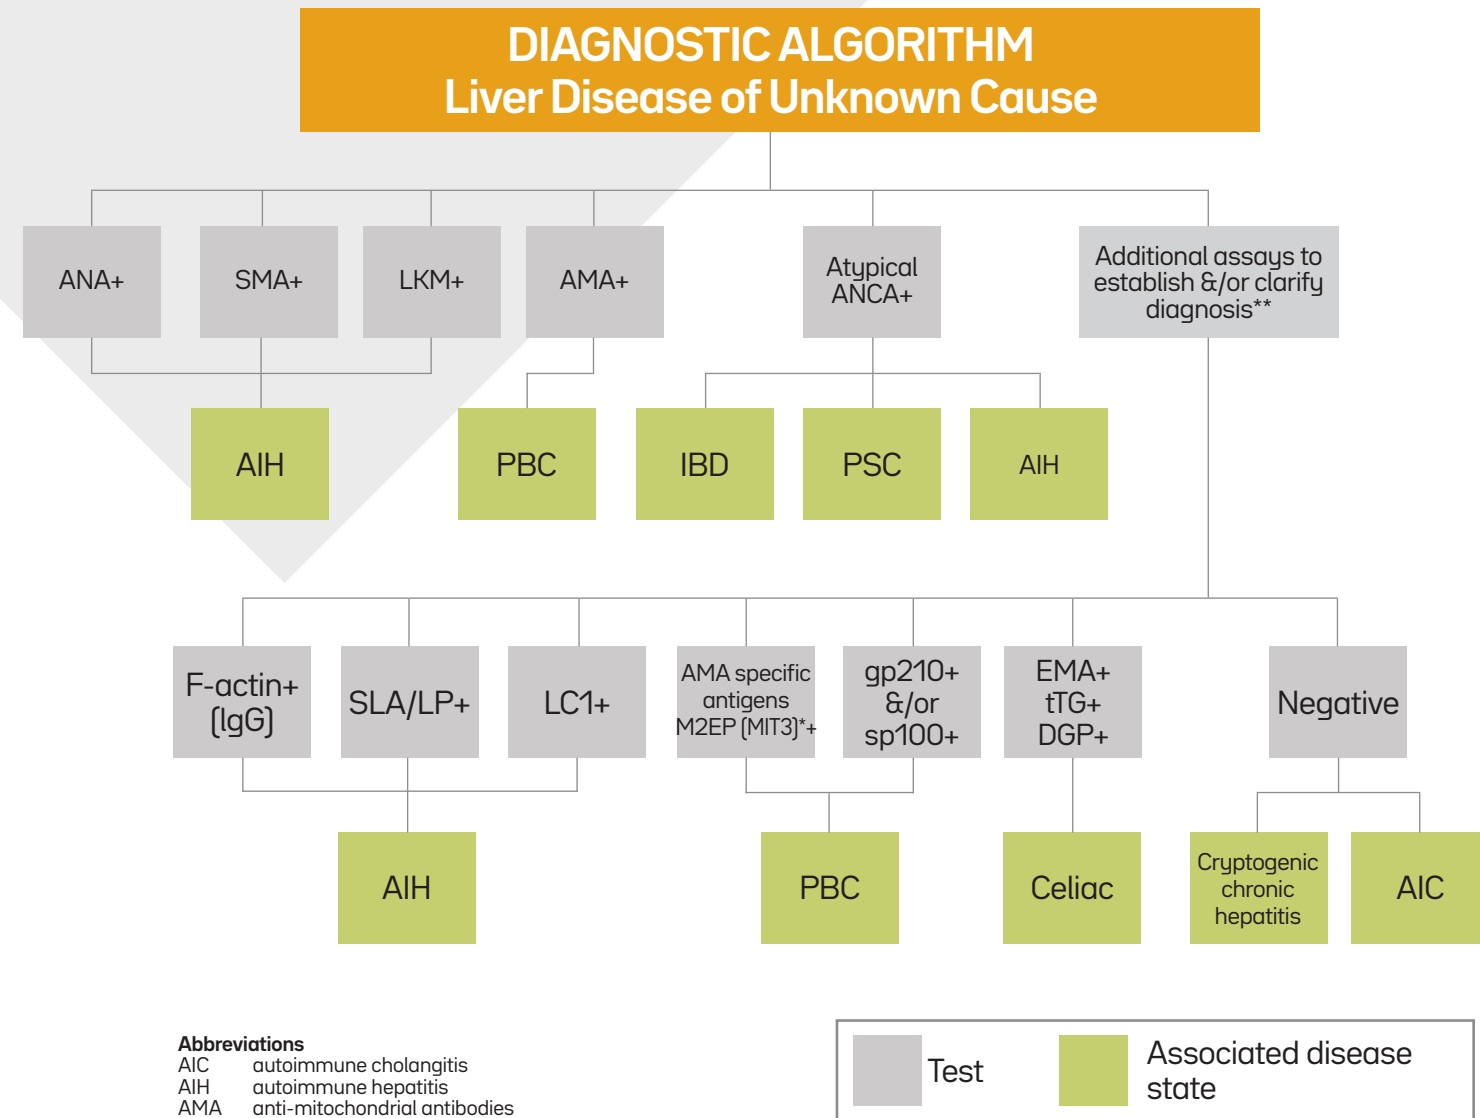 DIAGNOSTIC ALGORITHM
Liver Disease of Unknown Cause
ANA+
SMA+
LKM+
AMA+
Atypical
ANCA+
Additional assays to
establish &/or clarify
diagnosis**
AIH
PBC
IBD
PSC
AIH
F-actin+
(IgG)
SLA/LP+
LC1+
AMA specific
antigens
M2EP (MIT3)*+
gp210+
&/or
sp100+
EMA+
tTG+
DGP+
Negative
AIH
PBC
Celiac
Cryptogenic
chronic
hepatitis
AIC
Abbreviations
AIC autoimmune cholangitis
AIH autoimmune hepatitis
AMA anti-mitochondrial antibodies
Test
Associated disease
state